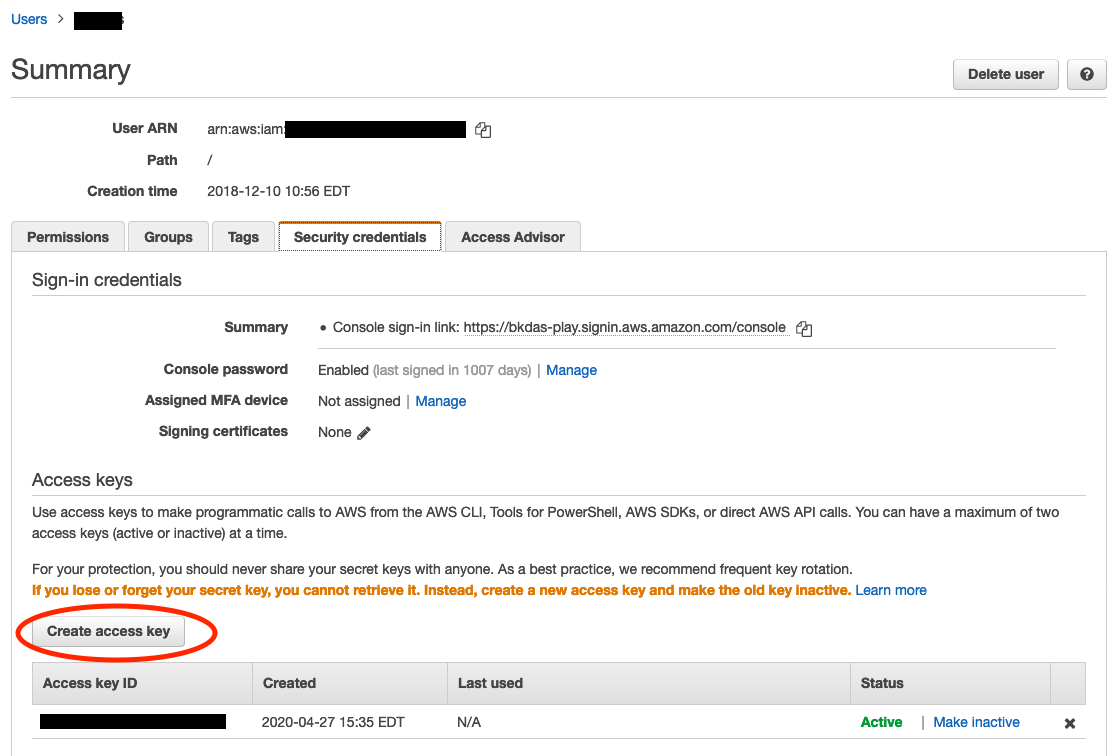 Users >
Summary
Delete user
User ARN arn:aws:iam:
Path /
Creation time 2018-12-10 10:56 EDT
Permissions Groups Tags Security credentials Access Advisor
Sign-in credentials
Summary • Console sign-in link: https://bkdas-play.signin.aws.amazon.com/console
Console password Enabled (last signed in 1007 days) | Manage
Assigned MFA device Not assigned | Manage
Signing certificates None
Access keys
Use access keys to make programmatic calls to AWS from the AWS CLI, Tools for PowerShell, AWS SDKs, or direct AWS API calls. You can have a maximum of two
access keys (active or inactive) at a time.
For your protection, you should never share your secret keys with anyone. As a best practice, we recommend frequent key rotation.
If you lose or forget your secret key, you cannot retrieve it. Instead, create a new access key and make the old key inactive. Learn more
Create access key
Access key ID Created Last used Status
2020-04-27 15:35 EDT N/A Active | Make inactive